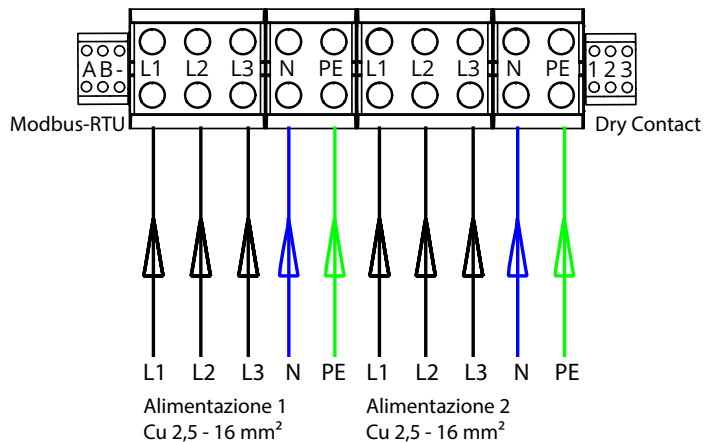 A B - L1 L2 L3 N PE L1 L2 L3 N PE 1 2 3
Modbus-RTU Dry Contact
L1 L2 L3 N PE L1 L2 L3 N PE
Alimentazione 1 Alimentazione 2
Cu 2,5 - 16 mm² Cu 2,5 - 16 mm²